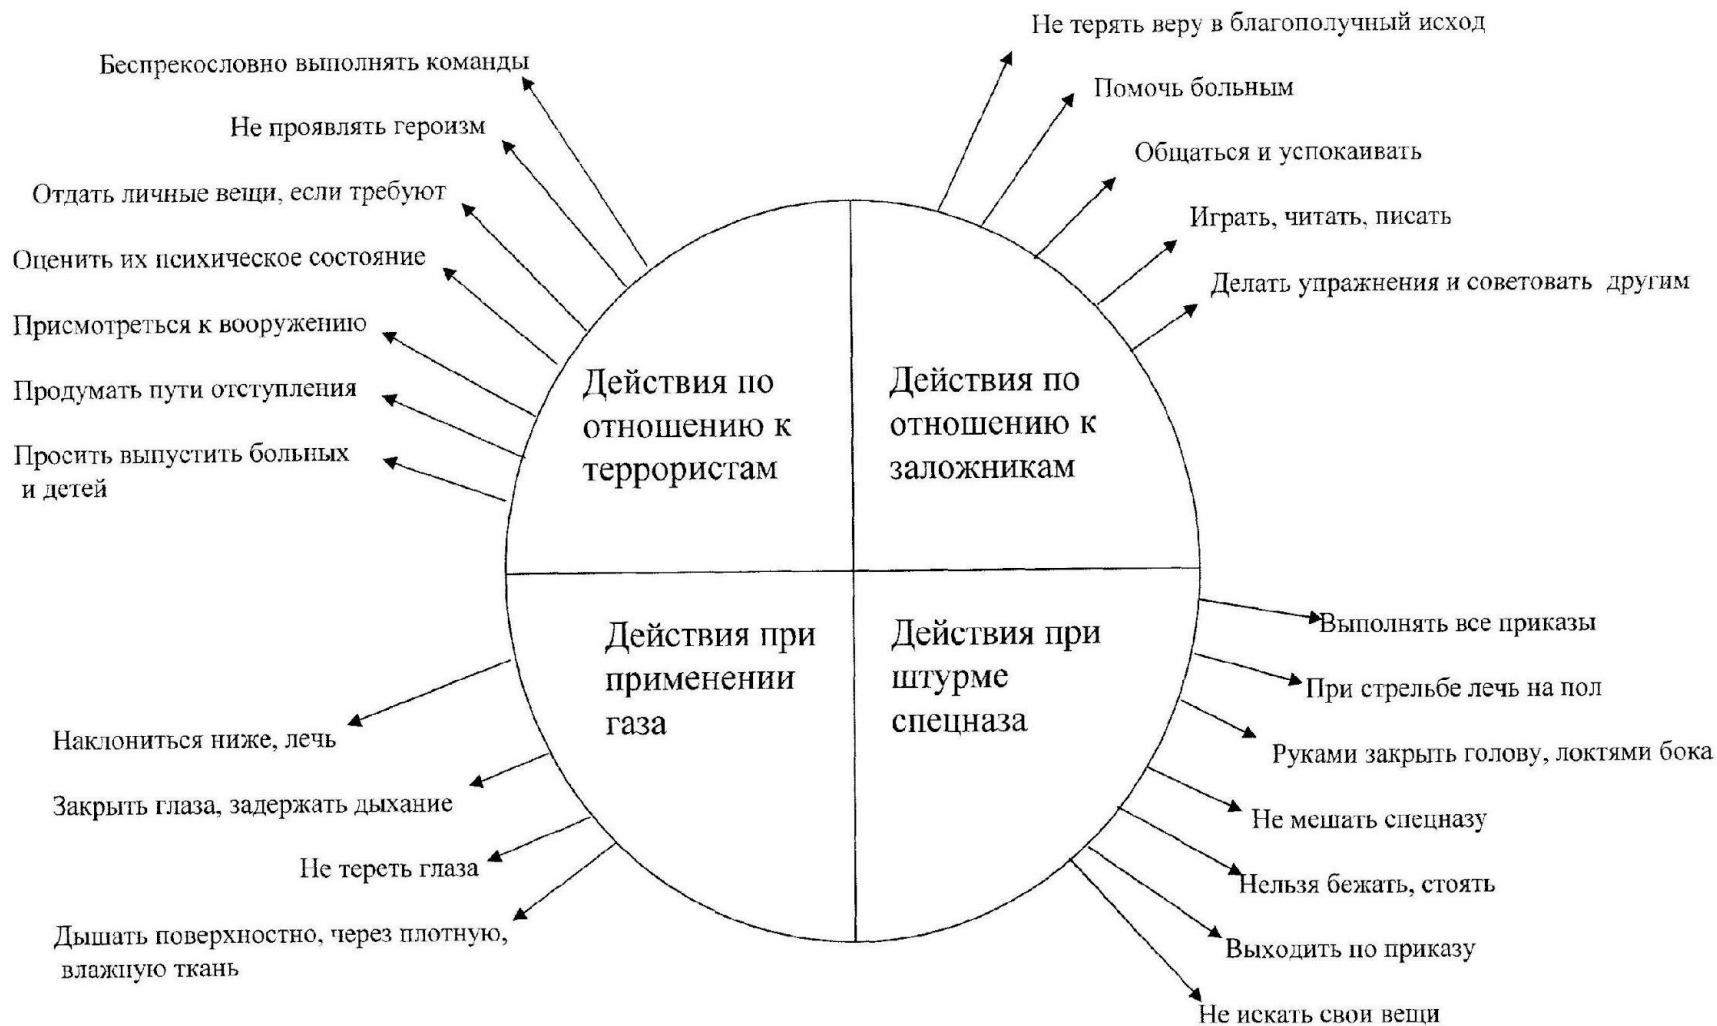 Не терять веру в благополучный исход
Беспрекословно выполнять команды
Помочь больным
Не проявлять героизм
Общаться и успокаивать
Отдать личные вещи, если требуют
Играть, читать, писать
Оценить их психическое состояние
Делать упражнения и советовать другим
Присмотреться к вооружению
Продумать пути отступления
Просить выпустить больных
и детей
Действия по
отношению к
террористам
Действия по
отношению к
заложникам
Действия при
применении
газа
Действия при
штурме
спецназа
Наклониться ниже, лечь
Закрыть глаза, задержать дыхание
Не тереть глаза
Дышать поверхностно, через плотную,
влажную ткань
Выполнять все приказы
При стрельбе лечь на пол
Руками закрыть голову, локтями бока
Не мешать спецназу
Нельзя бежать, стоять
Выходить по приказу
Не искать свои вещи